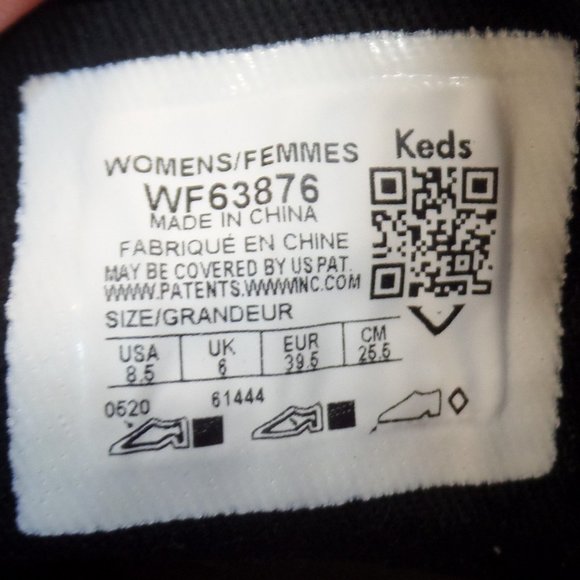 Keds
WOMENS/FEMMES
WF63876
MADE IN CHINA
FABRIQUÉ EN CHINE
MAY BE COVERED BY US PAT.
WWW.PATENTS.WWWINC.COM
SIZE/GRANDEUR
USA UK EUR CM
8.5 6 39.5 25.5
0520 61444